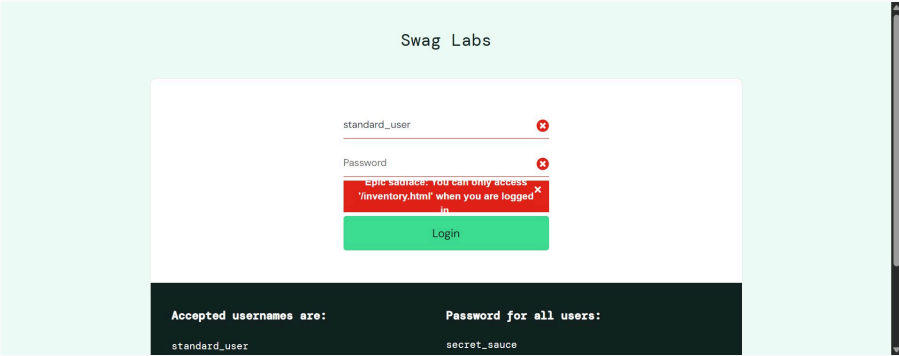 Swag Labs
standard_user
Password
Epic sadface: You can only access
'/inventory.html' when you are logged
in
Login
Accepted usernames are:
Password for all users:
standard_user
secret_sauce